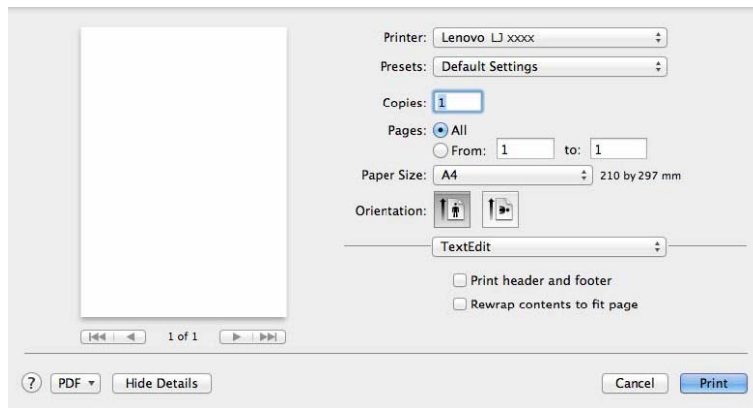 Printer: Lenovo LJ xxxx
Presets: Default Settings
Copies: 1
Pages: All
From: 1 to: 1
Paper Size: A4 210 by 297 mm
Orientation:
TextEdit
Print header and footer
Rewrap contents to fit page
1 of 1
? PDF Hide Details Cancel Print